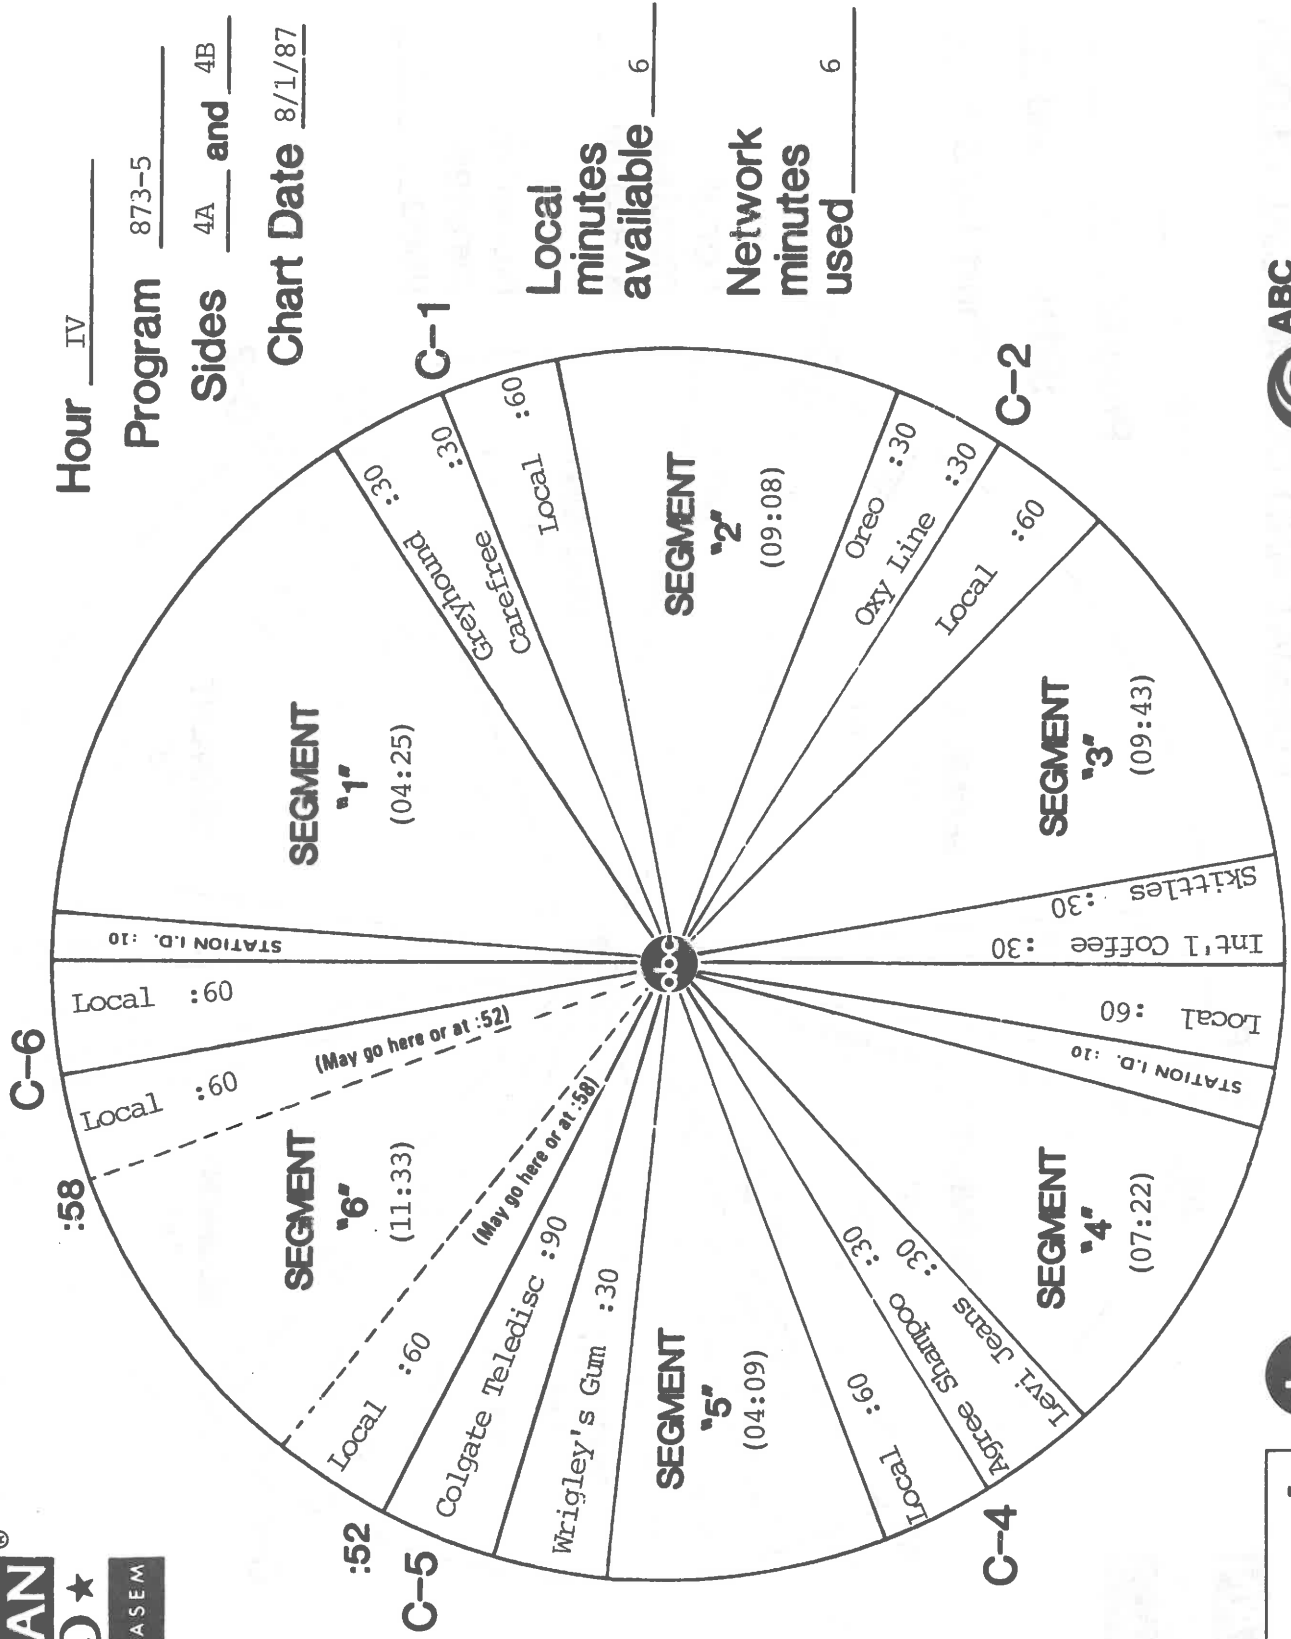 Hour IV
Program 873-5
Sides 4A and 4B
Chart Date 8/1/87
Local
minutes
available 6
Network
minutes
used 6
C-1
C-2
C-4
C-5
C-6
:52
:58
STATION I.D. :10
SEGMENT
"1"
(04:25)
Greyhound :30
Carefree :30
Local :60
SEGMENT
"2"
(09:08)
Oreo :30
Oxy Line :30
Local :60
SEGMENT
"3"
(09:43)
Skittles :30
Int'l Coffee :30
Local :60
STATION I.D. :10
SEGMENT
"4"
(07:22)
Levi Jeans :30
Agree Shampoo :30
Local :60
SEGMENT
"5"
(04:09)
Wrigley's Gum :30
Colgate Teledisc :90
Local :60
(May go here or at :58)
SEGMENT
"6"
(11:33)
(May go here or at :52)
Local :60
Local :60
abc
ABC
AN
®
ASEM